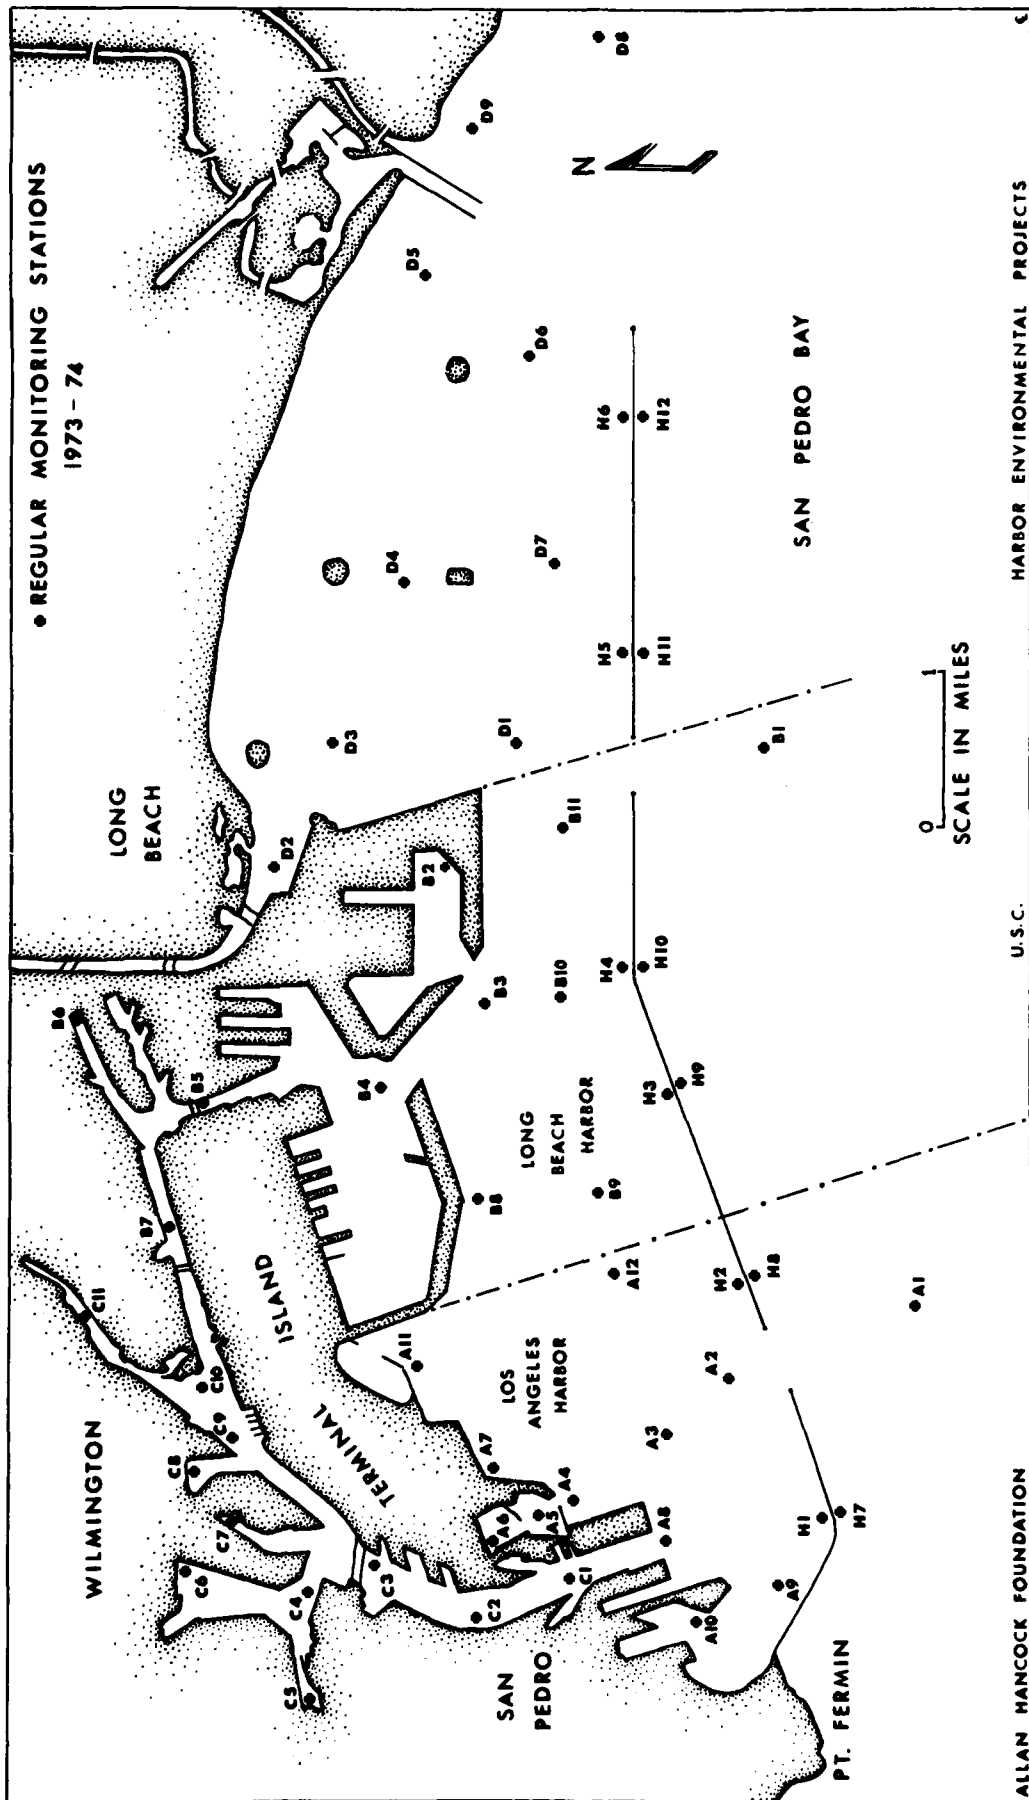 REGULAR MONITORING STATIONS
1973-74
WILMINGTON
LONG
BEACH
C11
B7
B5
B6
C6
C7
C8
C9
C10
C5
C4
C3
D2
D3
ISLAND
TERMINAL
B4
D4
D5
D9
SAN
PEDRO
C2
C1
A6
A5
A7
A4
A11
LOS
ANGELES
HARBOR
B8
B3
B2
LONG
BEACH
HARBOR
B10
B11
D1
D7
D6
N
D8
A10
A8
A3
A12
B9
H4
H10
H5
H11
H6
H12
A9
H1
H7
A2
H2
H8
H3
H9
B1
SAN PEDRO BAY
PT. FERMIN
A1
0
1
SCALE IN MILES
ALLAN HANCOCK FOUNDATION
U.S.C.
HARBOR ENVIRONMENTAL PROJECTS